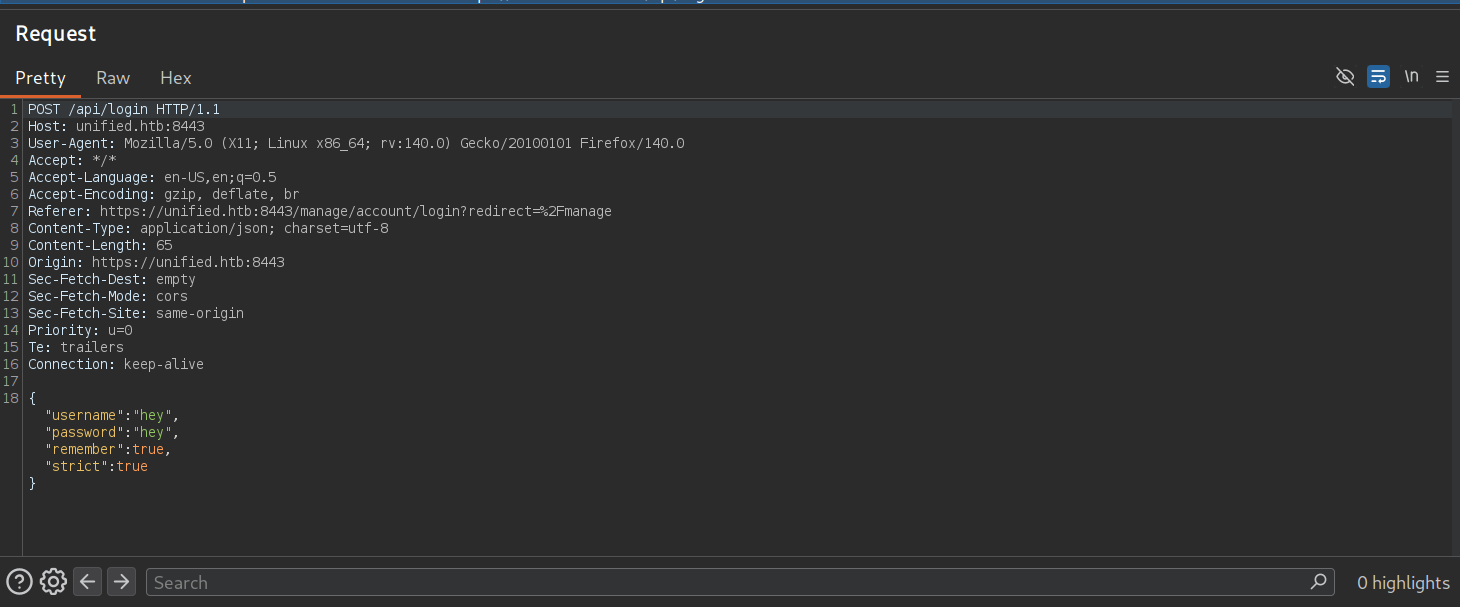 Request
Pretty Raw Hex
\n
1 POST /api/login HTTP/1.1
2 Host: unified.htb:8443
3 User-Agent: Mozilla/5.0 (X11; Linux x86_64; rv:140.0) Gecko/20100101 Firefox/140.0
4 Accept: */*
5 Accept-Language: en-US,en;q=0.5
6 Accept-Encoding: gzip, deflate, br
7 Referer: https://unified.htb:8443/manage/account/login?redirect=%2Fmanage
8 Content-Type: application/json; charset=utf-8
9 Content-Length: 65
10 Origin: https://unified.htb:8443
11 Sec-Fetch-Dest: empty
12 Sec-Fetch-Mode: cors
13 Sec-Fetch-Site: same-origin
14 Priority: u=0
15 Te: trailers
16 Connection: keep-alive
17
18 {
"username":"hey",
"password":"hey",
"remember":true,
"strict":true
}
Search
0 highlights